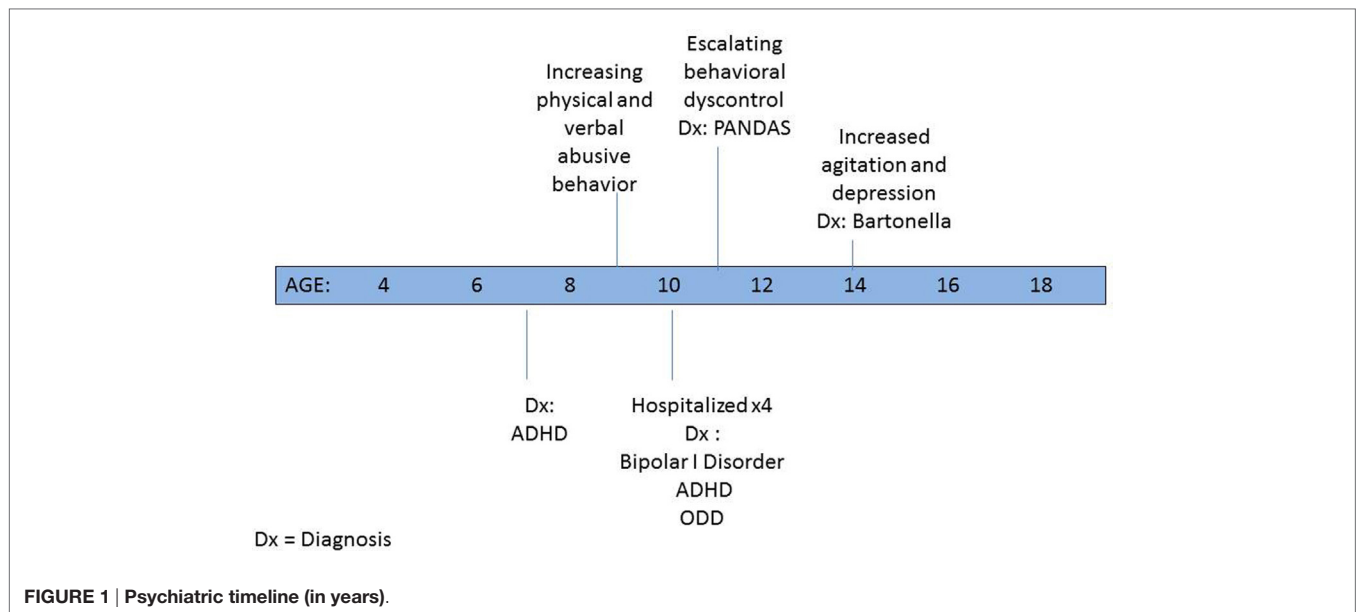 Increasing
physical and
verbal
abusive
behavior
Escalating
behavioral
dyscontrol
Dx: PANDAS
Increased
agitation and
depression
Dx: Bartonella
AGE: 4 6 8 10 12 14 16 18
Dx:
ADHD
Hospitalized x4
Dx :
Bipolar I Disorder
ADHD
ODD
Dx = Diagnosis
FIGURE 1 | Psychiatric timeline (in years).